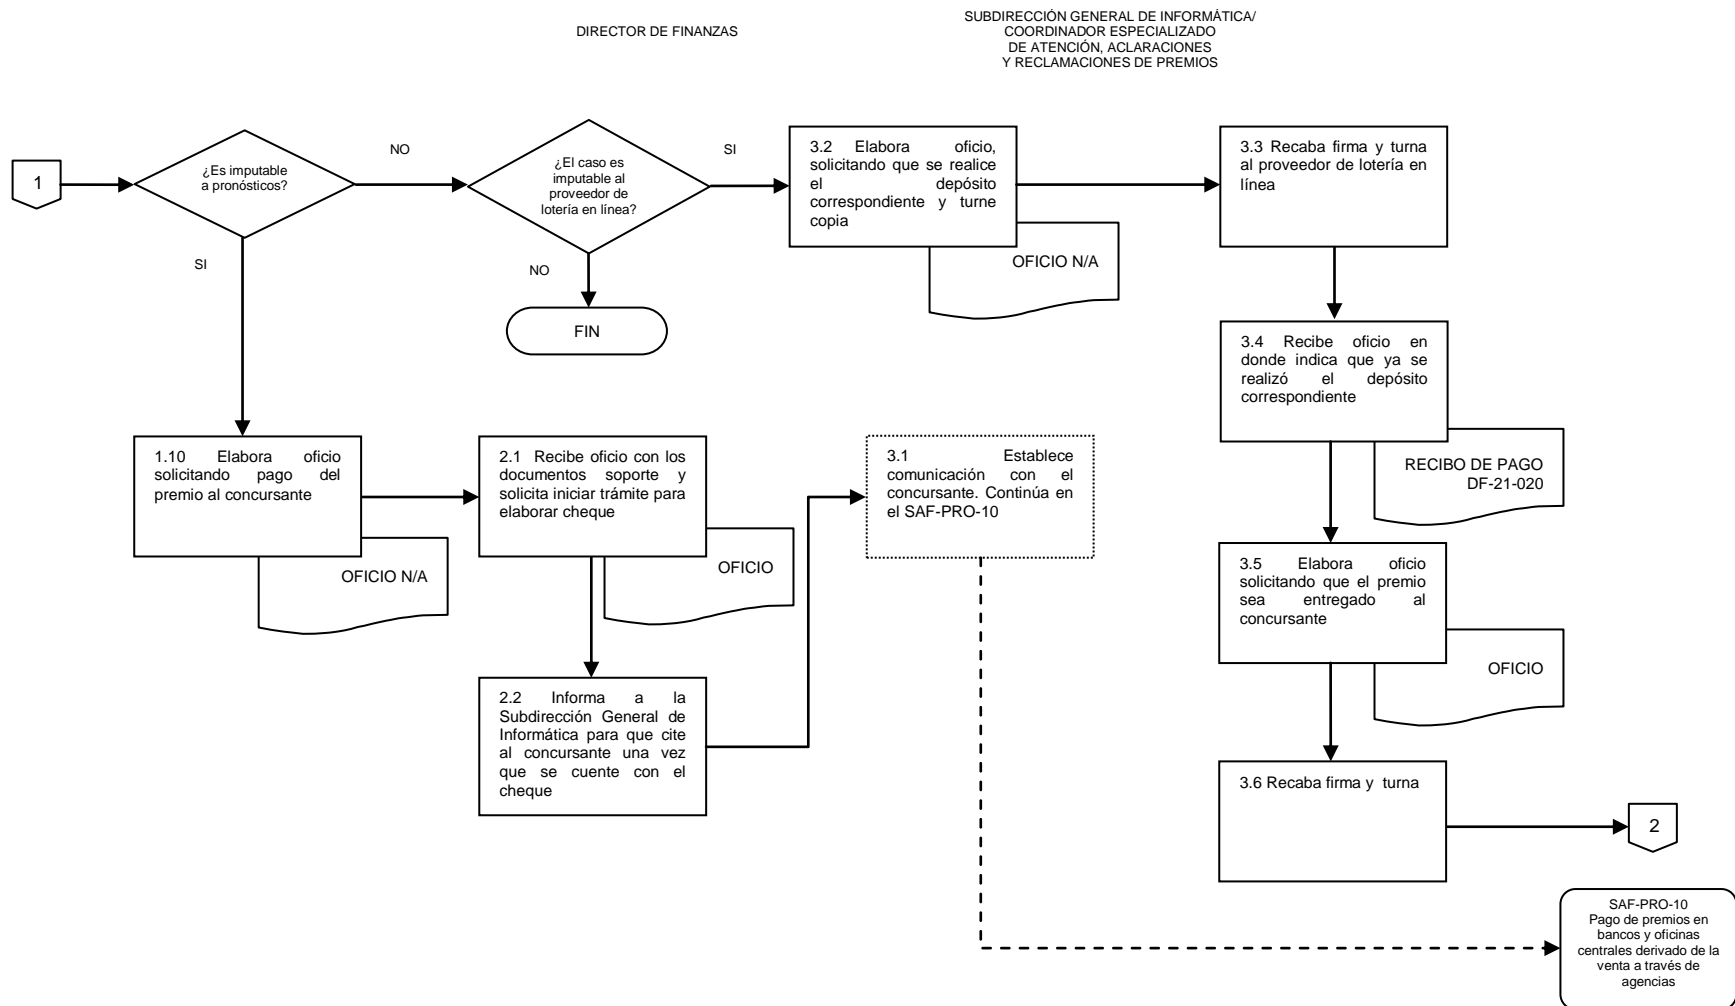 DIRECTOR DE FINANZAS
SUBDIRECCIÓN GENERAL DE INFORMÁTICA/
COORDINADOR ESPECIALIZADO
DE ATENCIÓN, ACLARACIONES
Y RECLAMACIONES DE PREMIOS
1
¿Es imputable
a pronósticos?
NO
SI
¿El caso es
imputable al
proveedor de
lotería en línea?
SI
NO
FIN
3.2 Elabora oficio,
solicitando que se realice
el depósito
correspondiente y turne
copia
OFICIO N/A
3.3 Recaba firma y turna
al proveedor de lotería en
línea
3.4 Recibe oficio en
donde indica que ya se
realizó el depósito
correspondiente
RECIBO DE PAGO
DF-21-020
1.10 Elabora oficio
solicitando pago del
premio al concursante
OFICIO N/A
2.1 Recibe oficio con los
documentos soporte y
solicita iniciar trámite para
elaborar cheque
OFICIO
3.1 Establece
comunicación con el
concursante. Continúa en
el SAF-PRO-10
2.2 Informa a la
Subdirección General de
Informática para que cite
al concursante una vez
que se cuente con el
cheque
3.5 Elabora oficio
solicitando que el premio
sea entregado al
concursante
OFICIO
3.6 Recaba firma y turna
2
SAF-PRO-10
Pago de premios en
bancos y oficinas
centrales derivado de la
venta a través de
agencias